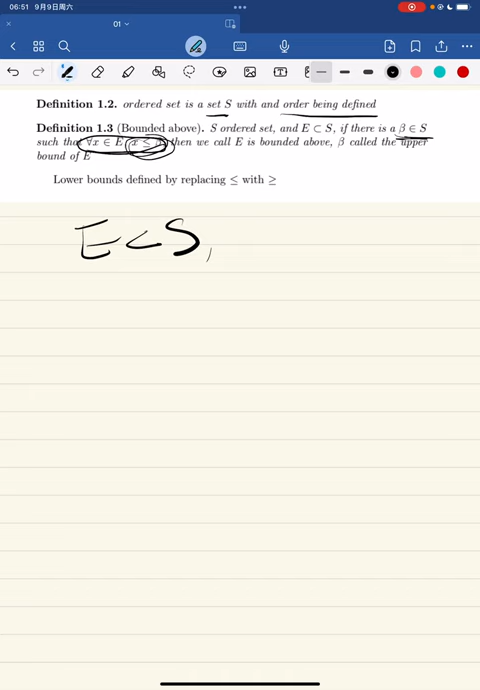 06:51 9月9日周六
01
Definition 1.2. ordered set is a set S with and order being defined
Definition 1.3 (Bounded above). S ordered set, and E ⊂ S, if there is a β ∈ S
such that ∀x ∈ E x ≤ β then we call E is bounded above, β called the upper
bound of E
Lower bounds defined by replacing ≤ with ≥
E ⊂ S,